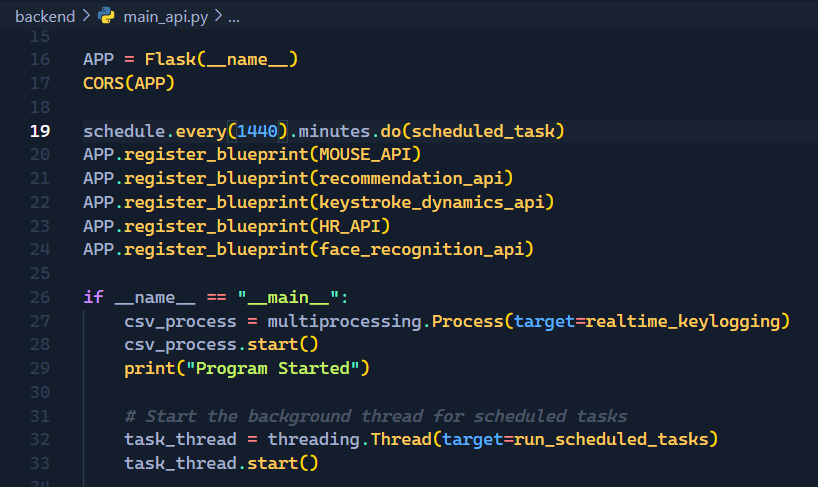 backend > main_api.py > ...
15
16 APP = Flask(__name__)
17 CORS(APP)
18
19 schedule.every(1440).minutes.do(scheduled_task)
20 APP.register_blueprint(MOUSE_API)
21 APP.register_blueprint(recommendation_api)
22 APP.register_blueprint(keystroke_dynamics_api)
23 APP.register_blueprint(HR_API)
24 APP.register_blueprint(face_recognition_api)
25
26 if __name__ == "__main__":
27     csv_process = multiprocessing.Process(target=realtime_keylogging)
28     csv_process.start()
29     print("Program Started")
30
31     # Start the background thread for scheduled tasks
32     task_thread = threading.Thread(target=run_scheduled_tasks)
33     task_thread.start()
34